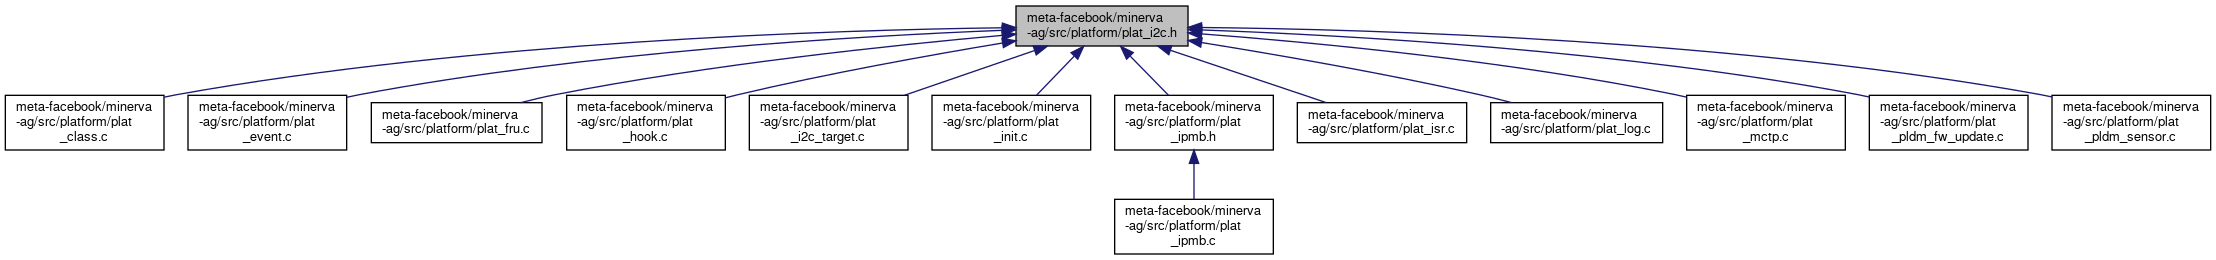 meta-facebook/minerva
-ag/src/platform/plat_i2c.h
meta-facebook/minerva
-ag/src/platform/plat
_class.c
meta-facebook/minerva
-ag/src/platform/plat
_event.c
meta-facebook/minerva
-ag/src/platform/plat_fru.c
meta-facebook/minerva
-ag/src/platform/plat
_hook.c
meta-facebook/minerva
-ag/src/platform/plat
_i2c_target.c
meta-facebook/minerva
-ag/src/platform/plat
_init.c
meta-facebook/minerva
-ag/src/platform/plat
_ipmb.h
meta-facebook/minerva
-ag/src/platform/plat_isr.c
meta-facebook/minerva
-ag/src/platform/plat_log.c
meta-facebook/minerva
-ag/src/platform/plat
_mctp.c
meta-facebook/minerva
-ag/src/platform/plat
_pldm_fw_update.c
meta-facebook/minerva
-ag/src/platform/plat
_pldm_sensor.c
meta-facebook/minerva
-ag/src/platform/plat
_ipmb.c